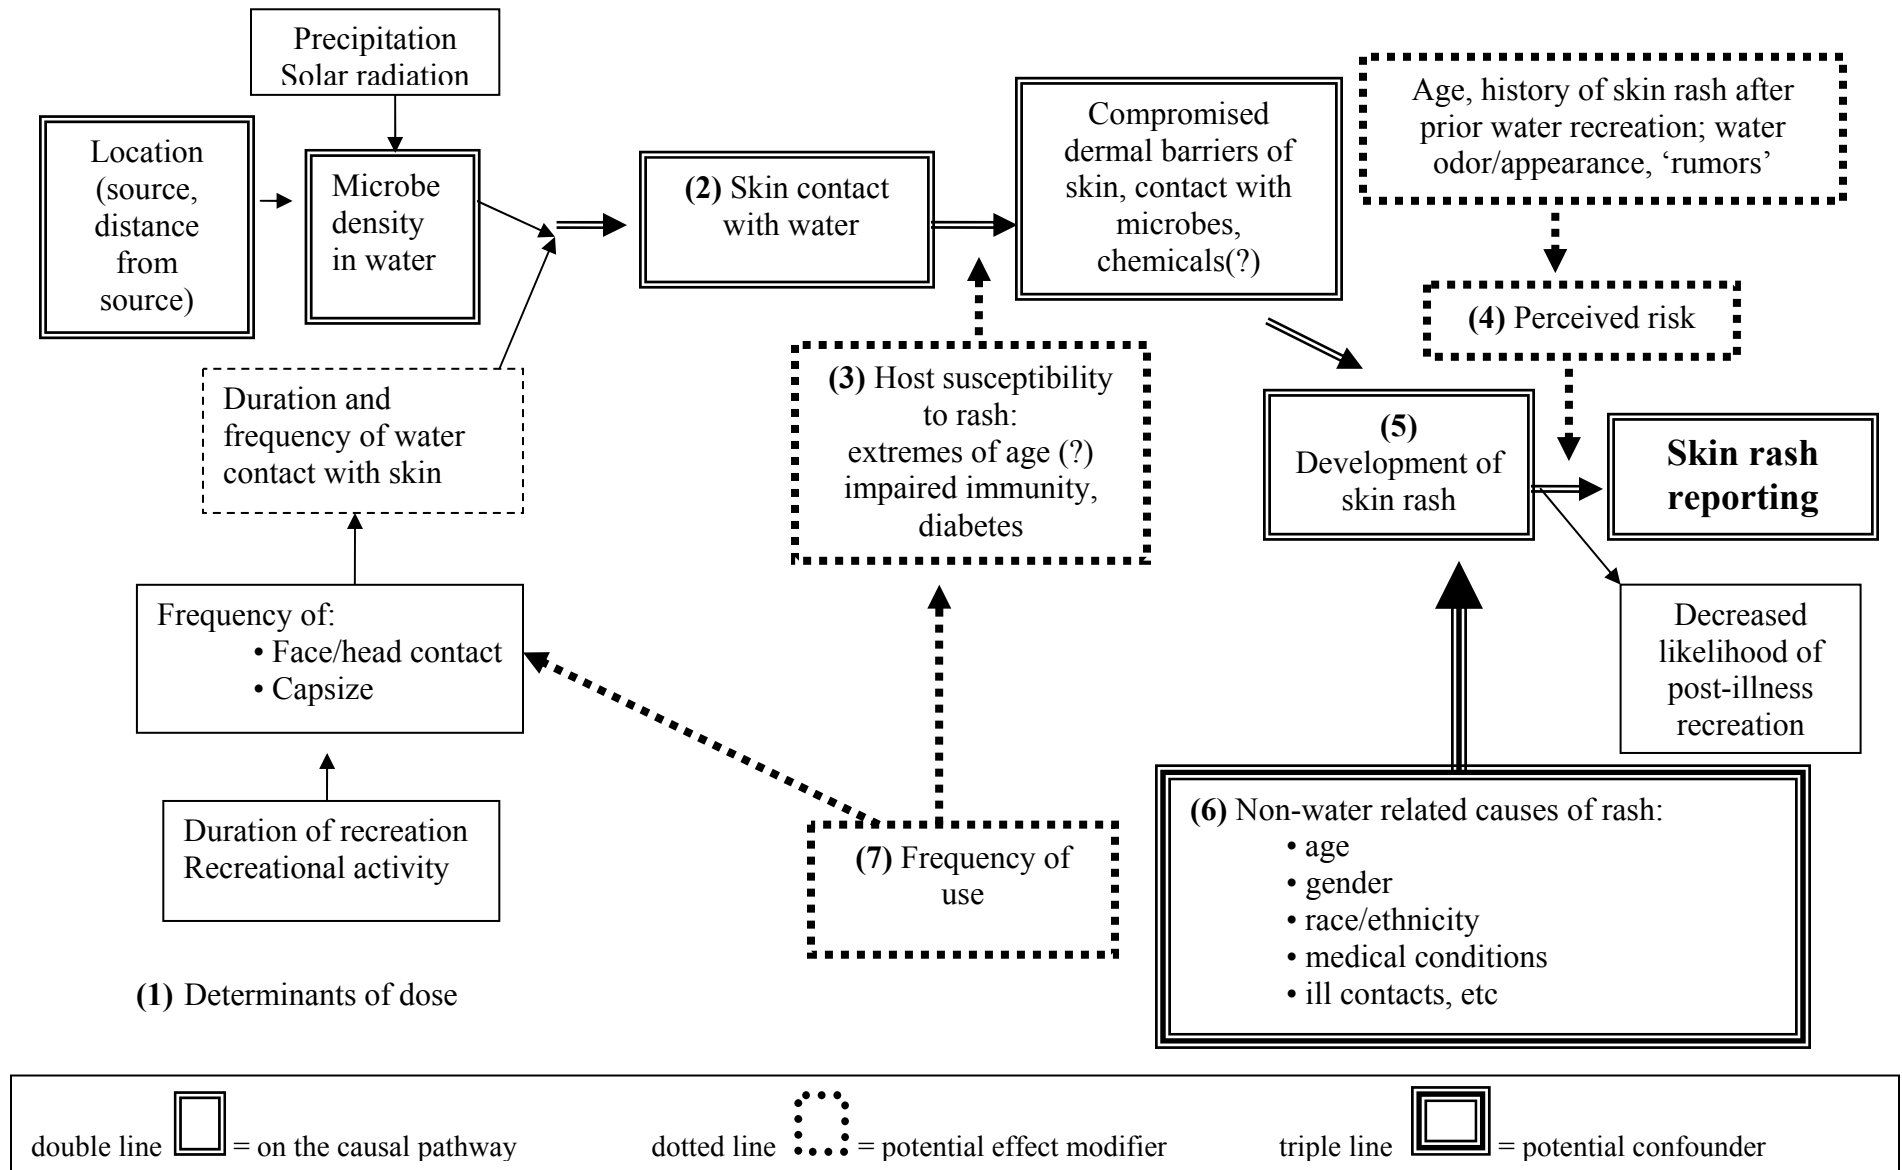 Precipitation
Solar radiation
Location
(source,
distance
from
source)
Microbe
density
in water
(2) Skin contact
with water
Compromised
dermal barriers of
skin, contact with
microbes,
chemicals(?)
Age, history of skin rash after
prior water recreation; water
odor/appearance, ‘rumors’
(4) Perceived risk
Duration and
frequency of water
contact with skin
(3) Host susceptibility
to rash:
extremes of age (?)
impaired immunity,
diabetes
(5)
Development of
skin rash
Skin rash
reporting
Frequency of:
• Face/head contact
• Capsize
Decreased
likelihood of
post-illness
recreation
Duration of recreation
Recreational activity
(7) Frequency of
use
(6) Non-water related causes of rash:
• age
• gender
• race/ethnicity
• medical conditions
• ill contacts, etc
(1) Determinants of dose
double line = on the causal pathway
dotted line = potential effect modifier
triple line = potential confounder